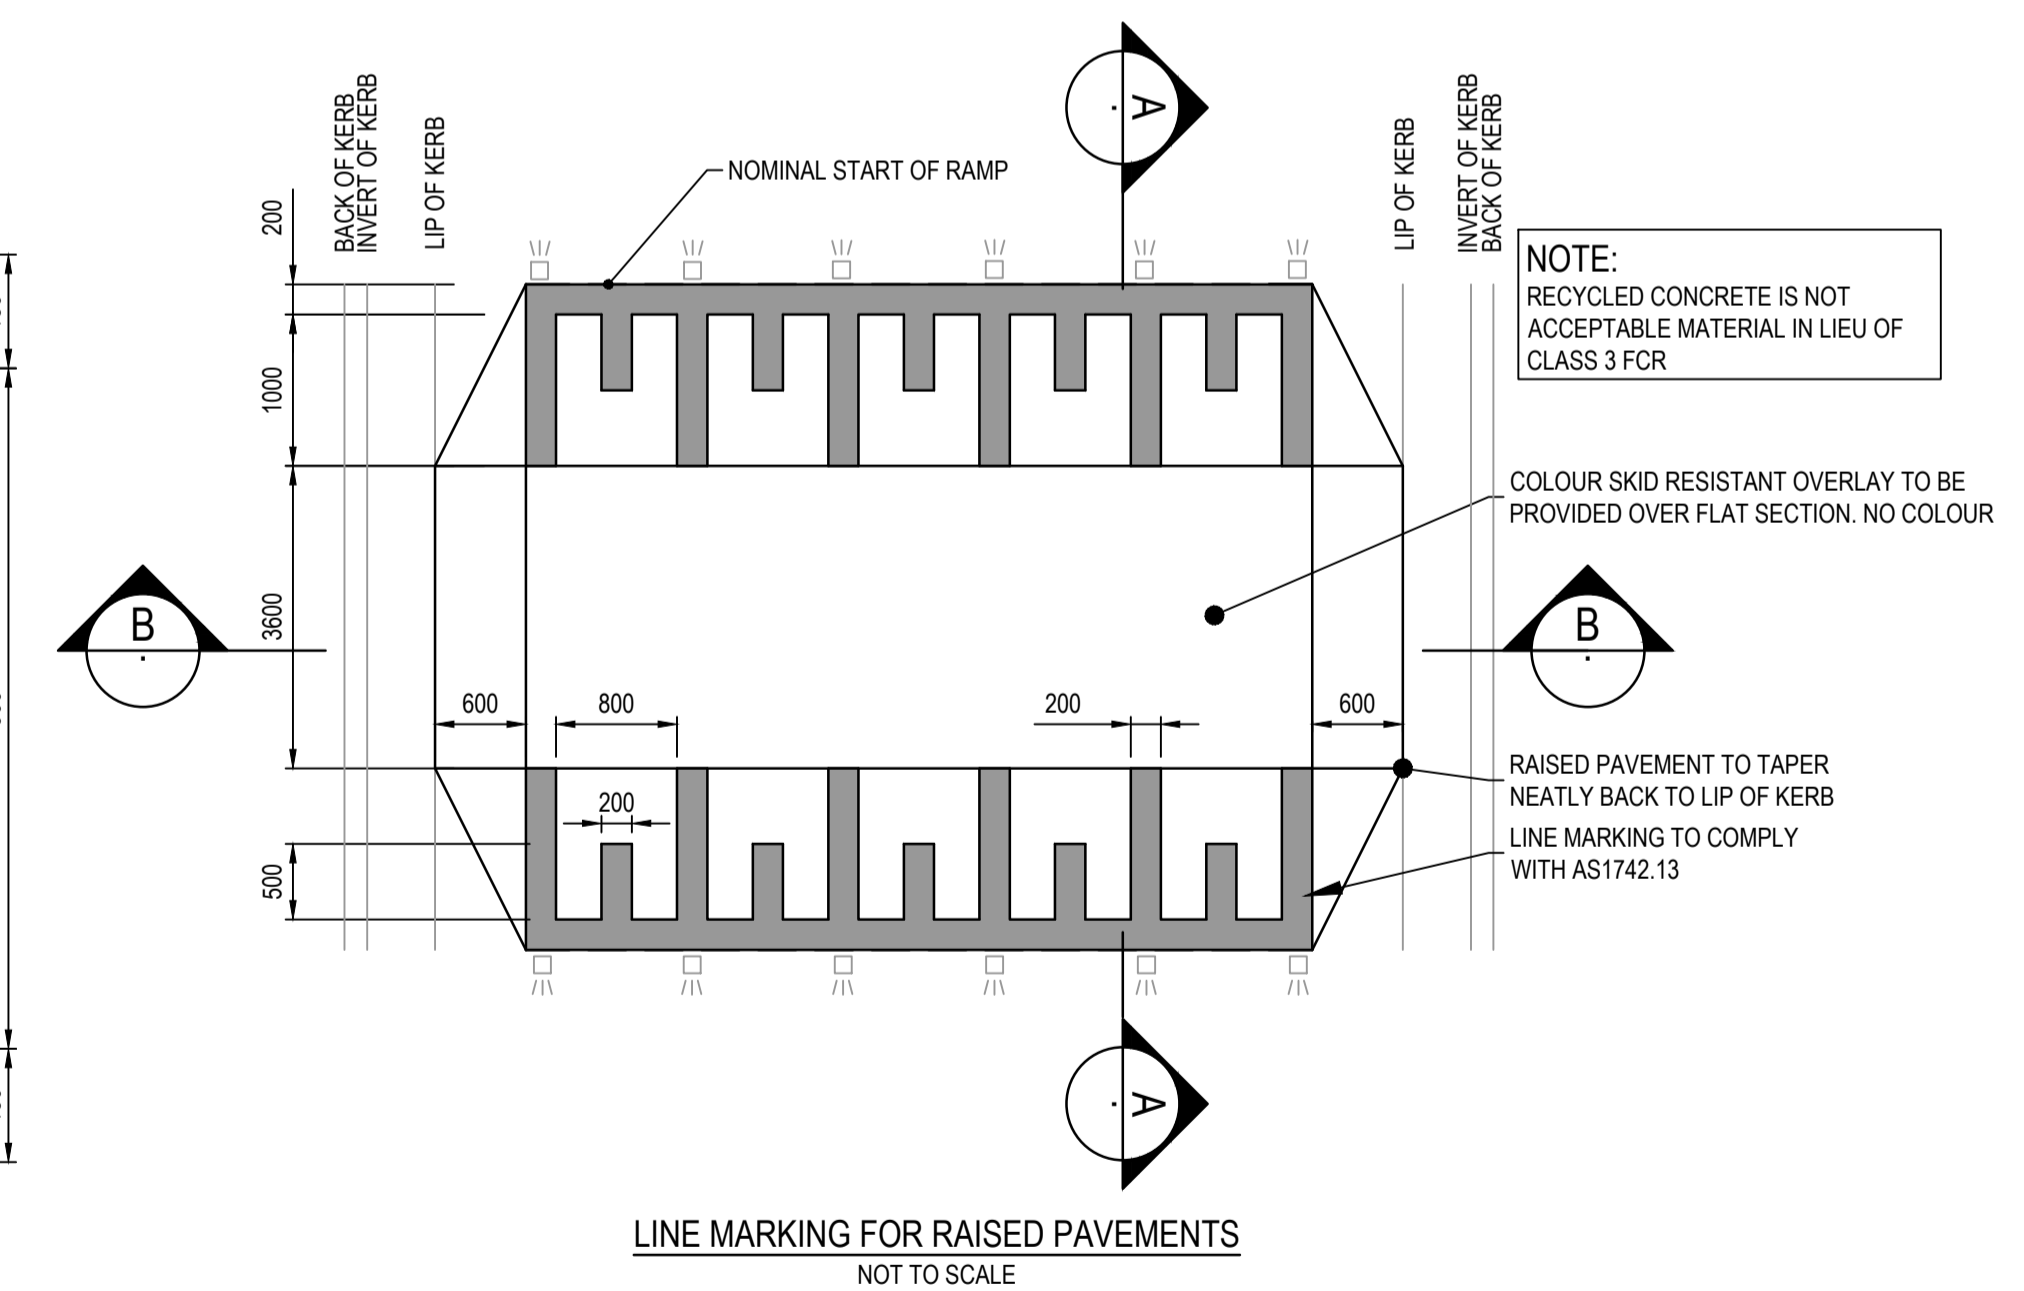 A
BACK OF KERB
INVERT OF KERB
LIP OF KERB
LIP OF KERB
INVERT OF KERB
BACK OF KERB
NOMINAL START OF RAMP
200
1000
3600
500
NOTE:
RECYCLED CONCRETE IS NOT
ACCEPTABLE MATERIAL IN LIEU OF
CLASS 3 FCR
COLOUR SKID RESISTANT OVERLAY TO BE
PROVIDED OVER FLAT SECTION. NO COLOUR
B
B
600
800
200
600
200
RAISED PAVEMENT TO TAPER
NEATLY BACK TO LIP OF KERB
LINE MARKING TO COMPLY
WITH AS1742.13
A
LINE MARKING FOR RAISED PAVEMENTS
NOT TO SCALE